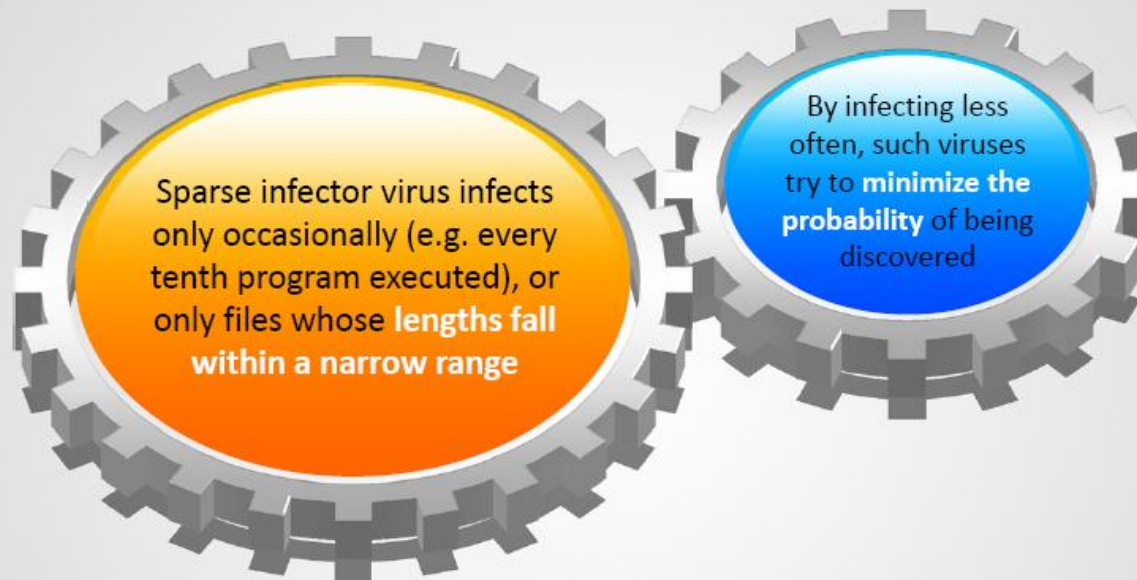 Sparse infector virus infects
only occasionally (e.g. every
tenth program executed), or
only files whose lengths fall
within a narrow range
By infecting less
often, such viruses
try to minimize the
probability of being
discovered